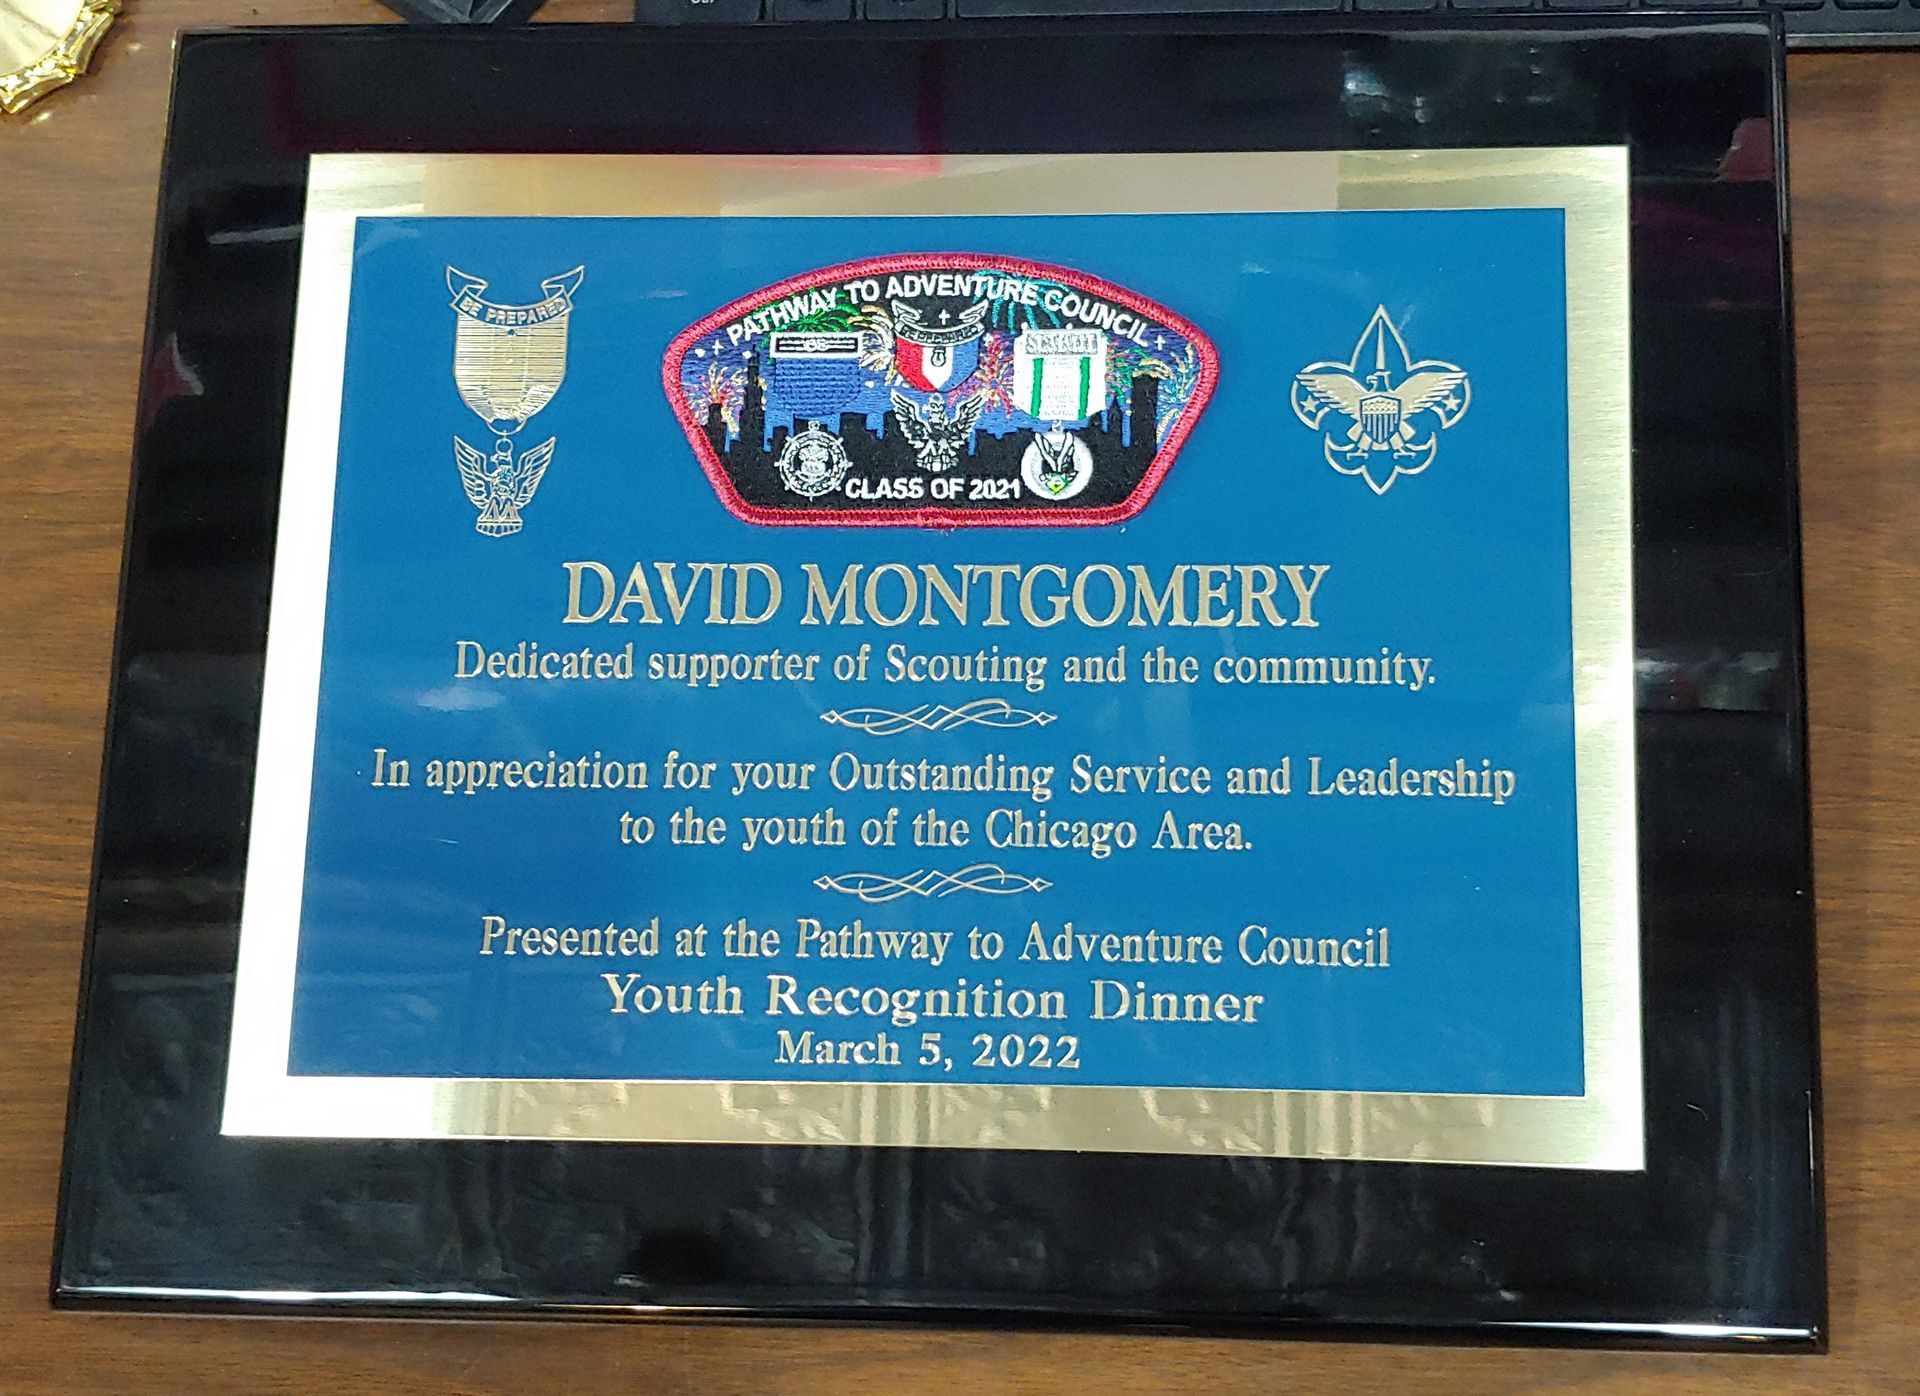 BE PREPARED
PATHWAY TO ADVENTURE COUNCIL
CLASS OF 2021
DAVID MONTGOMERY
Dedicated supporter of Scouting and the community.
In appreciation for your Outstanding Service and Leadership
to the youth of the Chicago Area.
Presented at the Pathway to Adventure Council
Youth Recognition Dinner
March 5, 2022